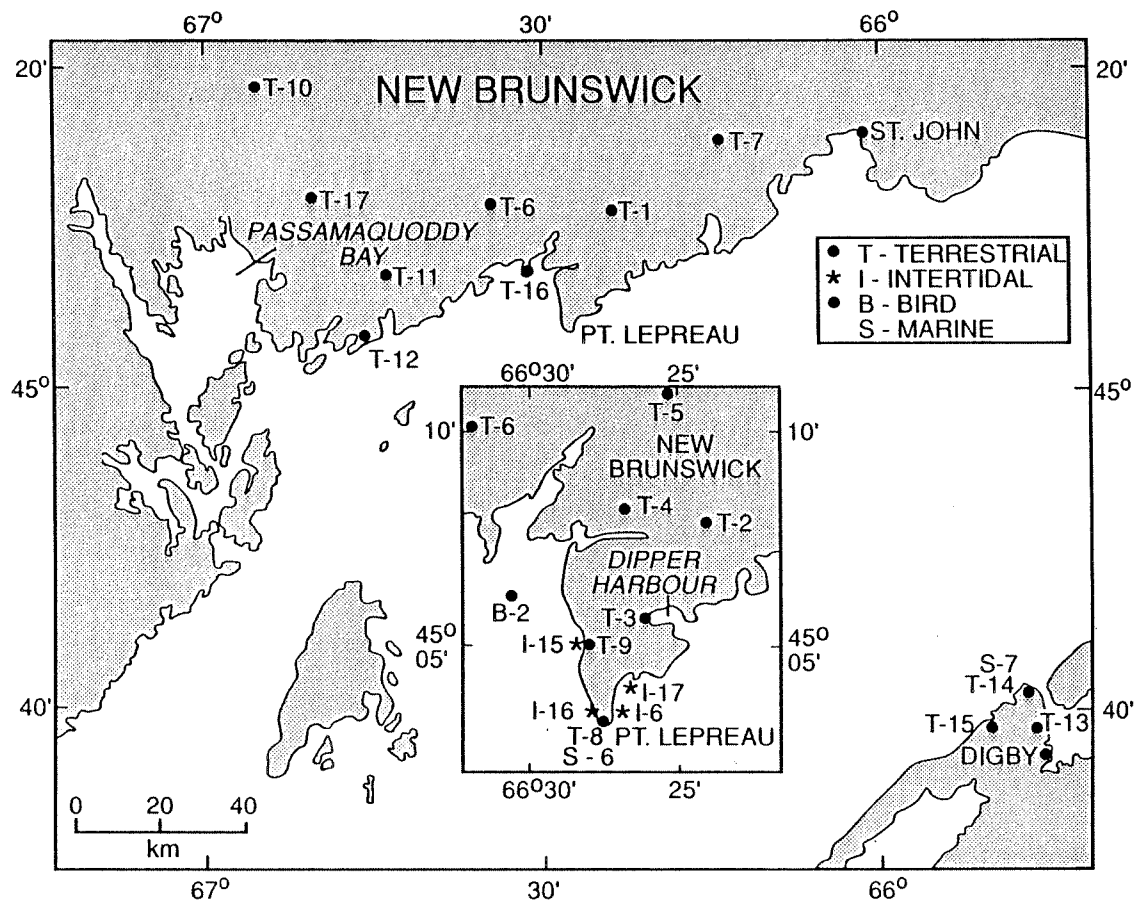 67° 30' 66°
20' 20'
NEW BRUNSWICK
T-10
T-7
ST. JOHN
T-17
T-6
T-1
PASSAMAQUODDY
BAY
T-11
T-16
T-12
PT. LEPREAU
● T - TERRESTRIAL
★ I - INTERTIDAL
● B - BIRD
S - MARINE
45° 45°
66°30' 25'
T-5
10' 10'
T-6
NEW
BRUNSWICK
T-4
T-2
DIPPER
HARBOUR
B-2
T-3
45°
05'
45°
05'
I-15
T-9
I-17
I-16
I-6
T-8
PT. LEPREAU
S - 6
66°30' 25'
S-7
T-14
T-15
T-13
DIGBY
40' 40'
0 20 40
km
67° 30' 66°